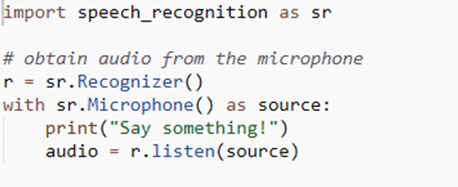 import speech_recognition as sr
# obtain audio from the microphone
r = sr.Recognizer()
with sr.Microphone() as source:
    print("Say something!")
    audio = r.listen(source)